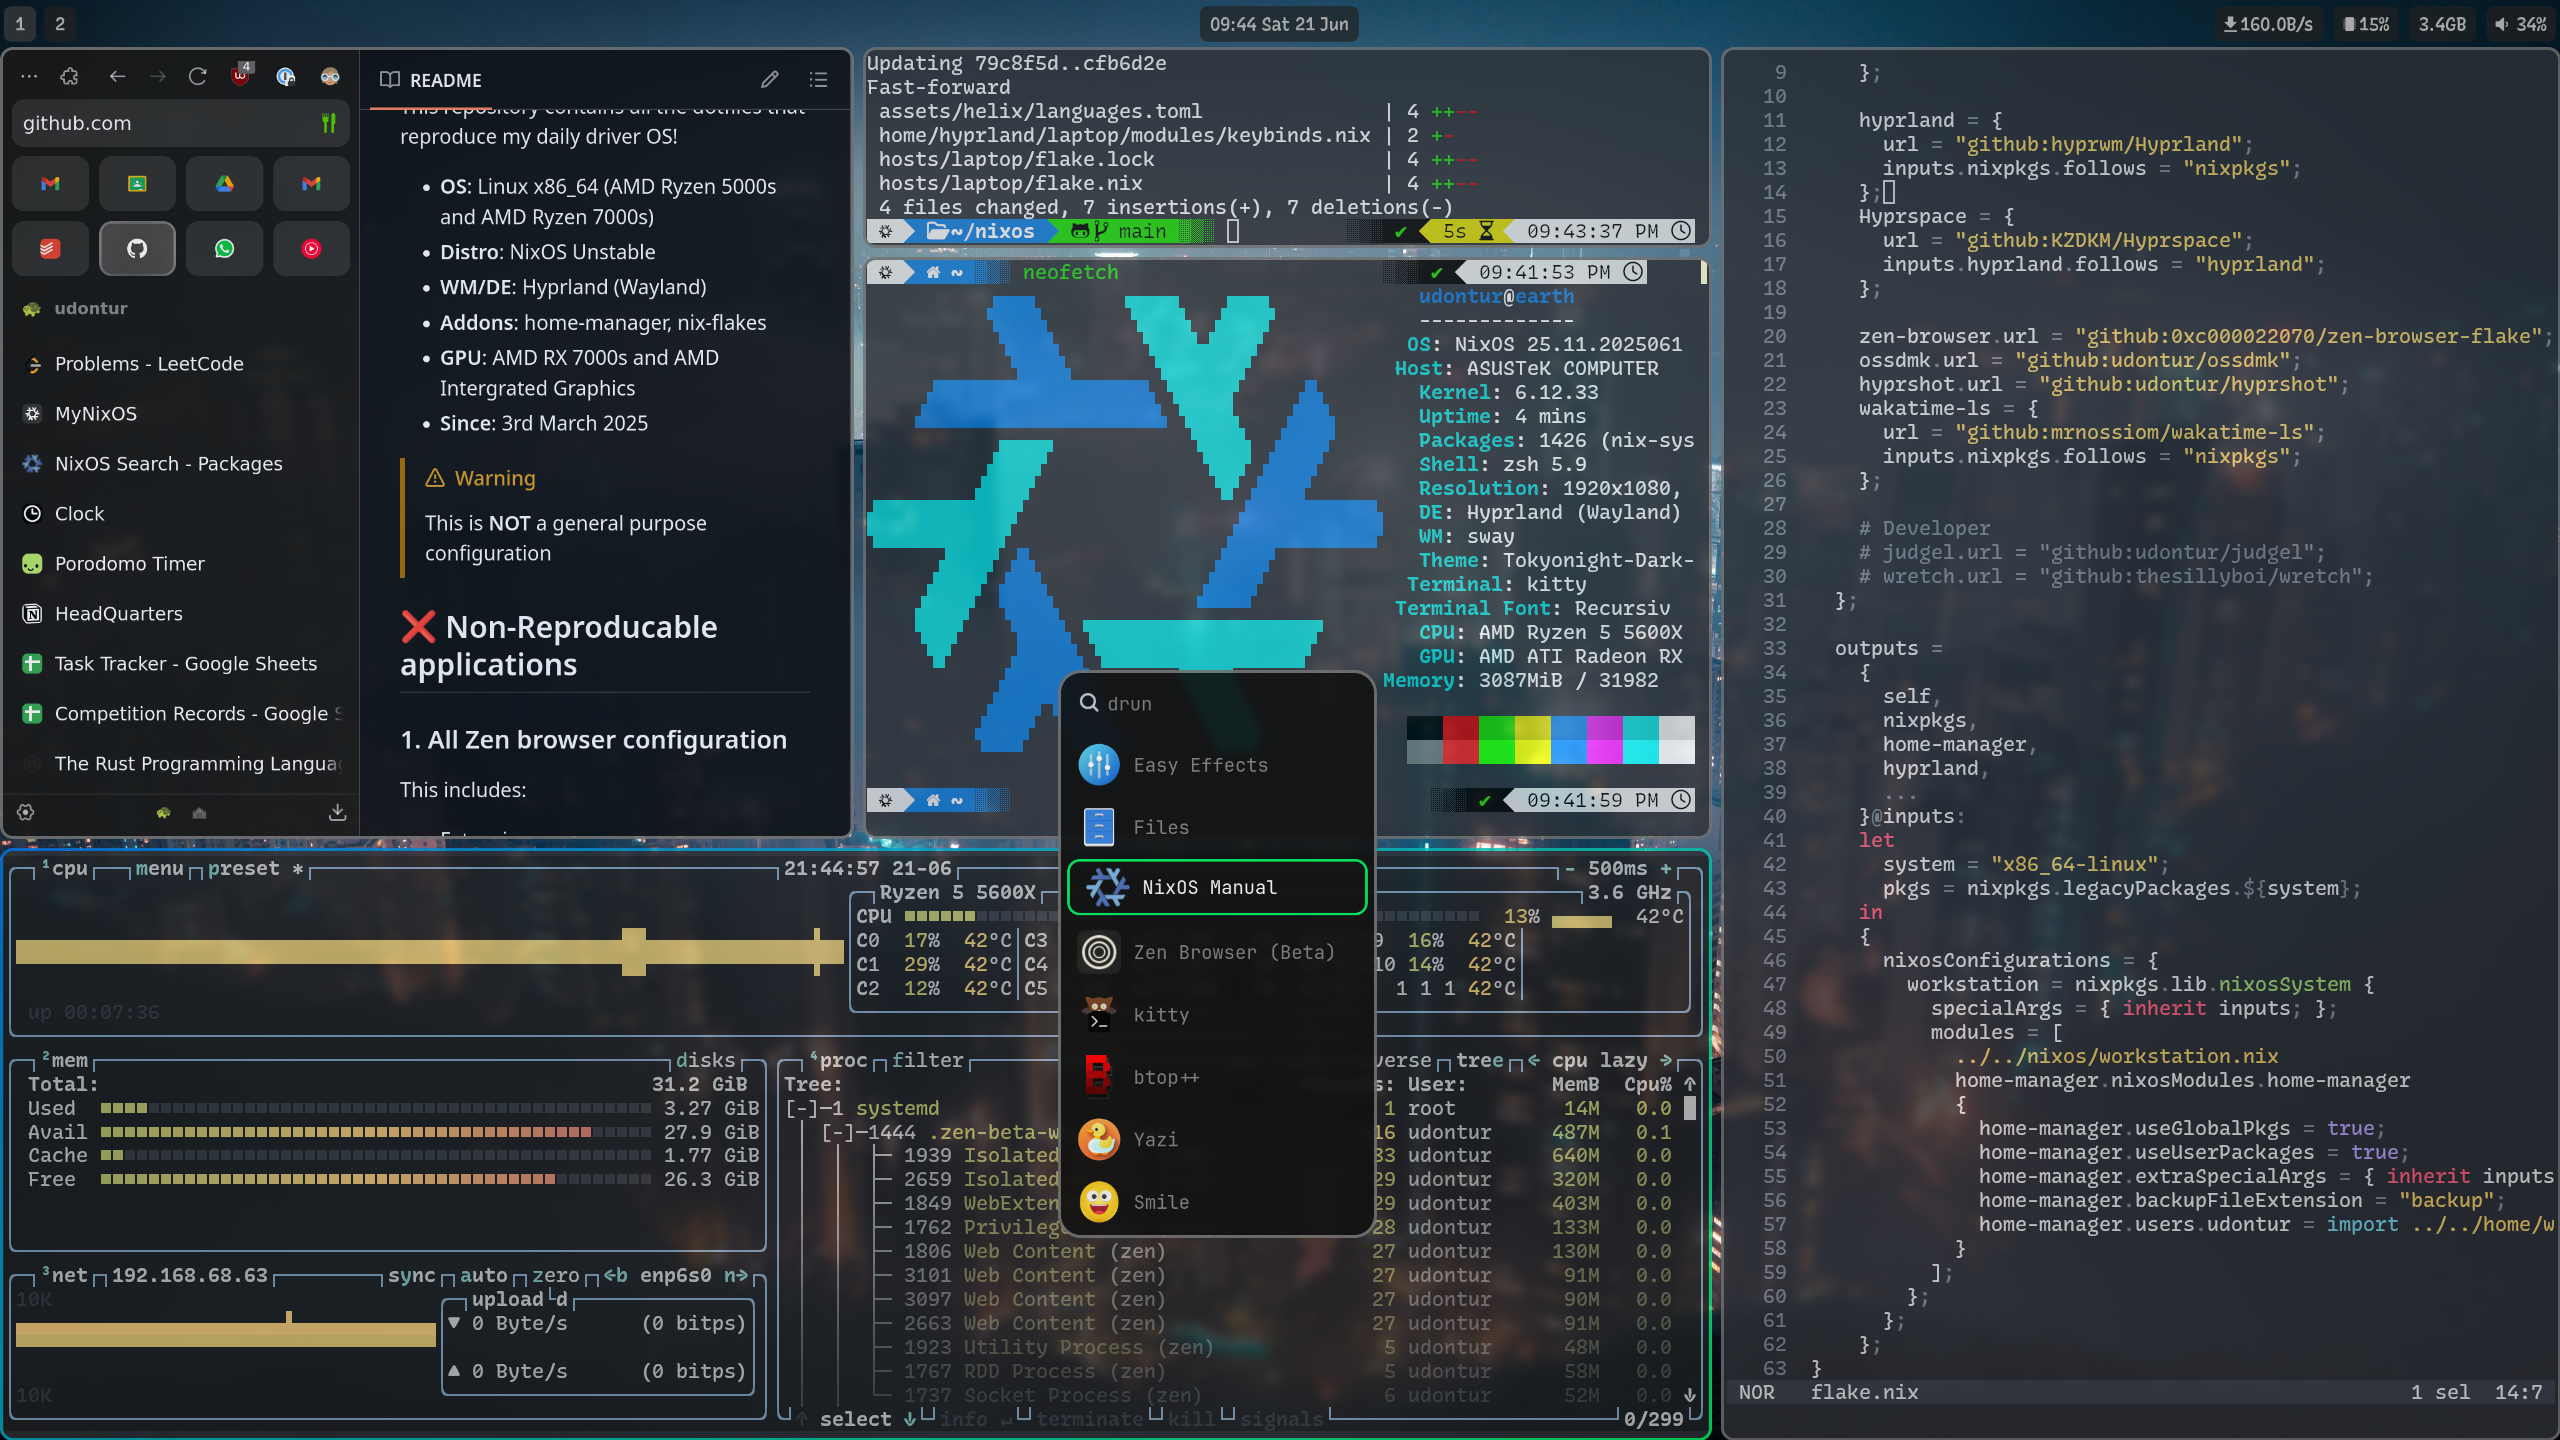 1 2
09:44 Sat 21 Jun
160.0B/s 15% 3.4GB 34%
4
github.com
udontur
Problems - LeetCode
MyNixOS
NixOS Search - Packages
Clock
Porodomo Timer
HeadQuarters
Task Tracker - Google Sheets
Competition Records - Google
The Rust Programming Langua
README
This repository contains all the dotfiles that
reproduce my daily driver OS!
• OS: Linux x86_64 (AMD Ryzen 5000s
and AMD Ryzen 7000s)
• Distro: NixOS Unstable
• WM/DE: Hyprland (Wayland)
• Addons: home-manager, nix-flakes
• GPU: AMD RX 7000s and AMD
Intergrated Graphics
• Since: 3rd March 2025
Warning
This is NOT a general purpose
configuration
❌ Non-Reproducable
applications
1. All Zen browser configuration
This includes:
Updating 79c8f5d..cfb6d2e
Fast-forward
assets/helix/languages.toml | 4 ++--
home/hyprland/laptop/modules/keybinds.nix | 2 +-
hosts/laptop/flake.lock | 4 ++--
hosts/laptop/flake.nix | 4 ++--
4 files changed, 7 insertions(+), 7 deletions(-)
~/nixos main ✔ 5s 09:43:37 PM
~ neofetch ✔ 09:41:53 PM
udontur@earth
-------------
OS: NixOS 25.11.2025061
Host: ASUSTeK COMPUTER
Kernel: 6.12.33
Uptime: 4 mins
Packages: 1426 (nix-sys
Shell: zsh 5.9
Resolution: 1920x1080,
DE: Hyprland (Wayland)
WM: sway
Theme: Tokyonight-Dark-
Terminal: kitty
Terminal Font: Recursiv
CPU: AMD Ryzen 5 5600X
GPU: AMD ATI Radeon RX
Memory: 3087MiB / 31982
~ ✔ 09:41:59 PM
drun
Easy Effects
Files
NixOS Manual
Zen Browser (Beta)
kitty
btop++
Yazi
Smile
¹cpu menu preset * 21:44:57 21-06 - 500ms +
Ryzen 5 5600X 3.6 GHz
CPU 13% 42°C
C0 17% 42°C C3 9 16% 42°C
C1 29% 42°C C4 10 14% 42°C
C2 12% 42°C C5 1 1 1 42°C
up 00:07:36
²mem disks
Total: 31.2 GiB
Used 3.27 GiB
Avail 27.9 GiB
Cache 1.77 GiB
Free 26.3 GiB
³net 192.168.68.63 sync auto zero <b enp6s0 n>
10K
upload d
▼ 0 Byte/s (0 bitps)
▲ 0 Byte/s (0 bitps)
10K
⁴proc filter verse tree < cpu lazy >
Tree: s: User: MemB Cpu% ↑
[-]─1 systemd 1 root 14M 0.0
[-]─1444 .zen-beta-w 16 udontur 487M 0.1
1939 Isolated 33 udontur 640M 0.0
2659 Isolated 29 udontur 320M 0.0
1849 WebExten 29 udontur 403M 0.0
1762 Privileg 28 udontur 133M 0.0
1806 Web Content (zen) 27 udontur 130M 0.0
3101 Web Content (zen) 27 udontur 91M 0.0
3097 Web Content (zen) 27 udontur 90M 0.0
2663 Web Content (zen) 27 udontur 91M 0.0
1923 Utility Process (zen) 5 udontur 48M 0.0
1767 RDD Process (zen) 5 udontur 58M 0.0
1737 Socket Process (zen) 6 udontur 52M 0.0 ↓
↑ select ↓ info ↵ terminate kill signals 0/299
9 };
10
11 hyprland = {
12 url = "github:hyprwm/Hyprland";
13 inputs.nixpkgs.follows = "nixpkgs";
14 };
15 Hyprspace = {
16 url = "github:KZDKM/Hyprspace";
17 inputs.hyprland.follows = "hyprland";
18 };
19
20 zen-browser.url = "github:0xc000022070/zen-browser-flake";
21 ossdmk.url = "github:udontur/ossdmk";
22 hyprshot.url = "github:udontur/hyprshot";
23 wakatime-ls = {
24 url = "github:mrnossiom/wakatime-ls";
25 inputs.nixpkgs.follows = "nixpkgs";
26 };
27
28 # Developer
29 # judgel.url = "github:udontur/judgel";
30 # wretch.url = "github:thesillyboi/wretch";
31 };
32
33 outputs =
34 {
35 self,
36 nixpkgs,
37 home-manager,
38 hyprland,
39 ...
40 }@inputs:
41 let
42 system = "x86_64-linux";
43 pkgs = nixpkgs.legacyPackages.${system};
44 in
45 {
46 nixosConfigurations = {
47 workstation = nixpkgs.lib.nixosSystem {
48 specialArgs = { inherit inputs; };
49 modules = [
50 ../../nixos/workstation.nix
51 home-manager.nixosModules.home-manager
52 {
53 home-manager.useGlobalPkgs = true;
54 home-manager.useUserPackages = true;
55 home-manager.extraSpecialArgs = { inherit inputs
56 home-manager.backupFileExtension = "backup";
57 home-manager.users.udontur = import ../../home/w
58 }
59 ];
60 };
61 };
62 };
63 }
NOR flake.nix 1 sel 14:7